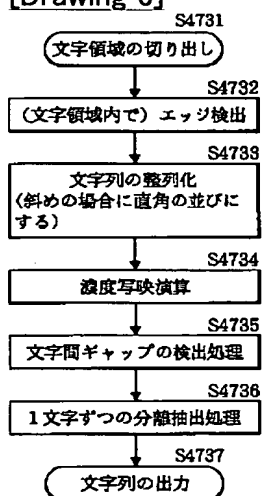 [Drawing 6]
S4731
文字領域の切り出し
S4732
(文字領域内で) エッジ検出
S4733
文字列の整列化
(斜めの場合に直角の並びに
する)
S4734
濃度写映演算
S4735
文字間ギャップの検出処理
S4736
1文字ずつの分離抽出処理
S4737
文字列の出力